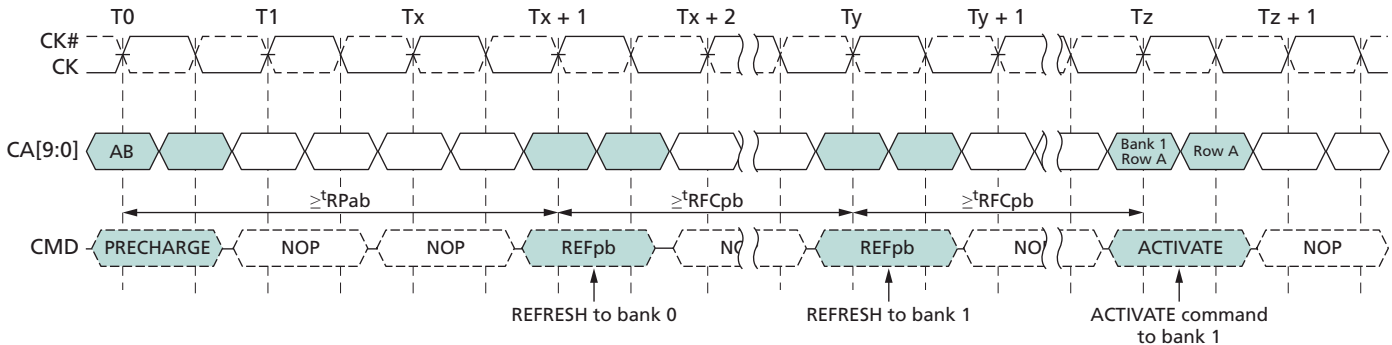 T0 T1 Tx Tx + 1 Tx + 2 Ty Ty + 1 Tz Tz + 1
CK#
CK
CA[9:0] AB Bank 1 Row A Row A
≥tRPab ≥tRFCpb ≥tRFCpb
CMD PRECHARGE NOP NOP REFpb REFpb ACTIVATE NOP
REFRESH to bank 0 REFRESH to bank 1 ACTIVATE command
to bank 1